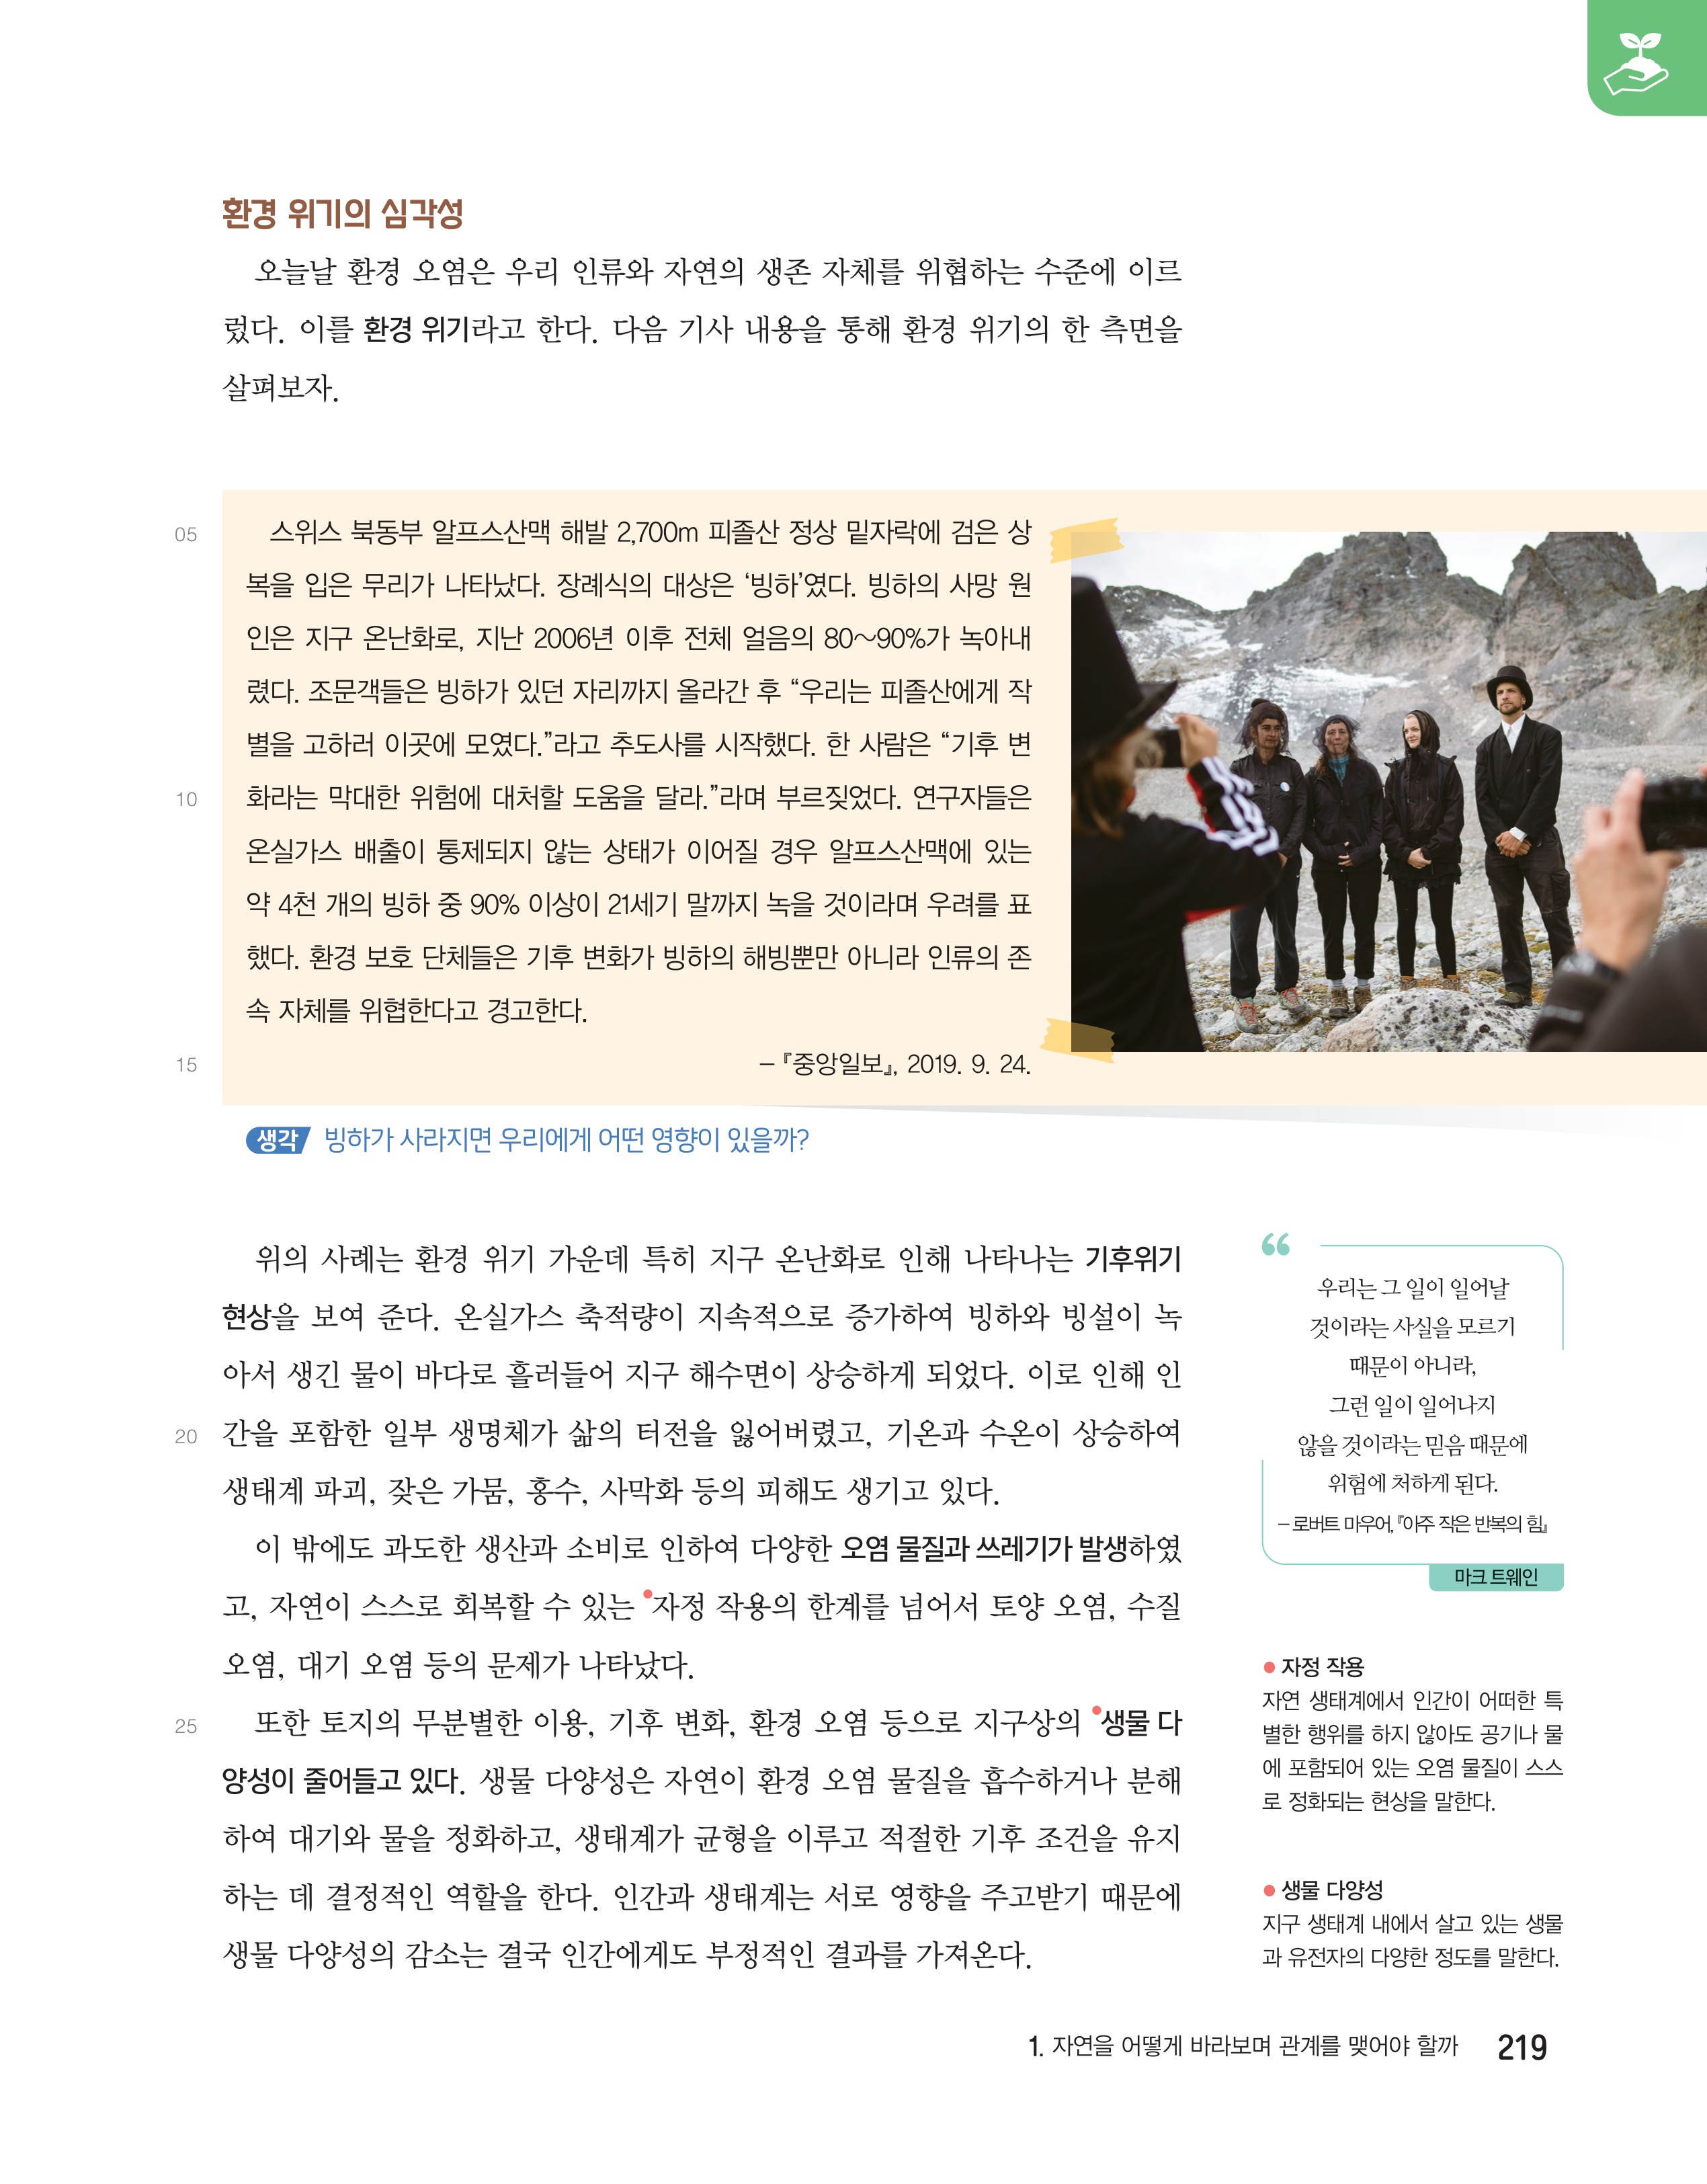 환경 위기의 심각성
오늘날 환경 오염은 우리 인류와 자연의 생존 자체를 위협하는 수준에 이르
렀다. 이를 환경 위기라고 한다. 다음 기사 내용을 통해 환경 위기의 한 측면을
살펴보자.
05
스위스 북동부 알프스산맥 해발 2,700m 피졸산 정상 밑자락에 검은 상
복을 입은 무리가 나타났다. 장례식의 대상은 ‘빙하’였다. 빙하의 사망 원
인은 지구 온난화로, 지난 2006년 이후 전체 얼음의 80～90%가 녹아내
렸다. 조문객들은 빙하가 있던 자리까지 올라간 후 “우리는 피졸산에게 작
별을 고하러 이곳에 모였다.”라고 추도사를 시작했다. 한 사람은 “기후 변
10
화라는 막대한 위험에 대처할 도움을 달라.”라며 부르짖었다. 연구자들은
온실가스 배출이 통제되지 않는 상태가 이어질 경우 알프스산맥에 있는
약 4천 개의 빙하 중 90% 이상이 21세기 말까지 녹을 것이라며 우려를 표
했다. 환경 보호 단체들은 기후 변화가 빙하의 해빙뿐만 아니라 인류의 존
속 자체를 위협한다고 경고한다.
15
– 『중앙일보』, 2019. 9. 24.
생각 빙하가 사라지면 우리에게 어떤 영향이 있을까?
위의 사례는 환경 위기 가운데 특히 지구 온난화로 인해 나타나는 기후위기
현상을 보여 준다. 온실가스 축적량이 지속적으로 증가하여 빙하와 빙설이 녹
아서 생긴 물이 바다로 흘러들어 지구 해수면이 상승하게 되었다. 이로 인해 인
20
간을 포함한 일부 생명체가 삶의 터전을 잃어버렸고, 기온과 수온이 상승하여
생태계 파괴, 잦은 가뭄, 홍수, 사막화 등의 피해도 생기고 있다.
이 밖에도 과도한 생산과 소비로 인하여 다양한 오염 물질과 쓰레기가 발생하였
고, 자연이 스스로 회복할 수 있는 •자정 작용의 한계를 넘어서 토양 오염, 수질
오염, 대기 오염 등의 문제가 나타났다.
25
또한 토지의 무분별한 이용, 기후 변화, 환경 오염 등으로 지구상의 •생물 다
양성이 줄어들고 있다. 생물 다양성은 자연이 환경 오염 물질을 흡수하거나 분해
하여 대기와 물을 정화하고, 생태계가 균형을 이루고 적절한 기후 조건을 유지
하는 데 결정적인 역할을 한다. 인간과 생태계는 서로 영향을 주고받기 때문에
생물 다양성의 감소는 결국 인간에게도 부정적인 결과를 가져온다.
“
우리는 그 일이 일어날
것이라는 사실을 모르기
때문이 아니라,
그런 일이 일어나지
않을 것이라는 믿음 때문에
위험에 처하게 된다.
– 로버트 마우어, 『아주 작은 반복의 힘』
마크 트웨인
● 자정 작용
자연 생태계에서 인간이 어떠한 특
별한 행위를 하지 않아도 공기나 물
에 포함되어 있는 오염 물질이 스스
로 정화되는 현상을 말한다.
● 생물 다양성
지구 생태계 내에서 살고 있는 생물
과 유전자의 다양한 정도를 말한다.
1. 자연을 어떻게 바라보며 관계를 맺어야 할까 219